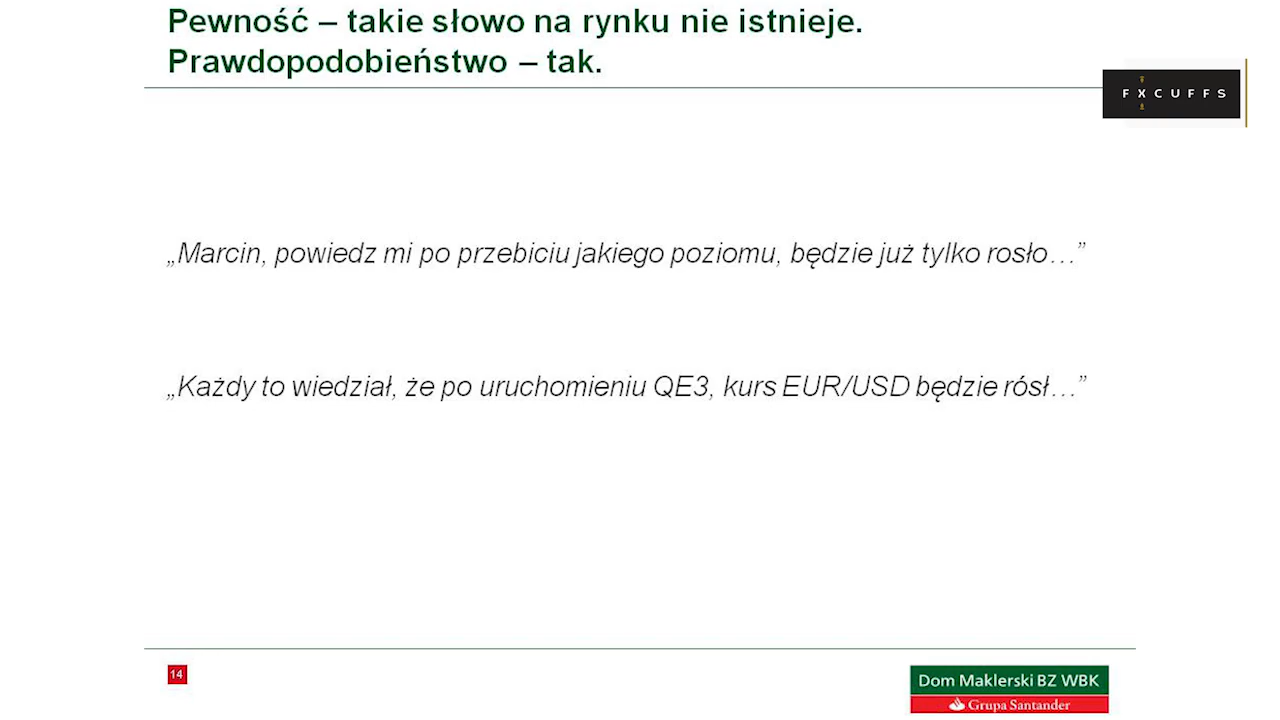 Pewność – takie słowo na rynku nie istnieje.
Prawdopodobieństwo – tak.
FXCUFFS
„Marcin, powiedz mi po przebiciu jakiego poziomu, będzie już tylko rosło…”
„Każdy to wiedział, że po uruchomieniu QE3, kurs EUR/USD będzie rósł…”
14
Dom Maklerski BZ WBK
Grupa Santander